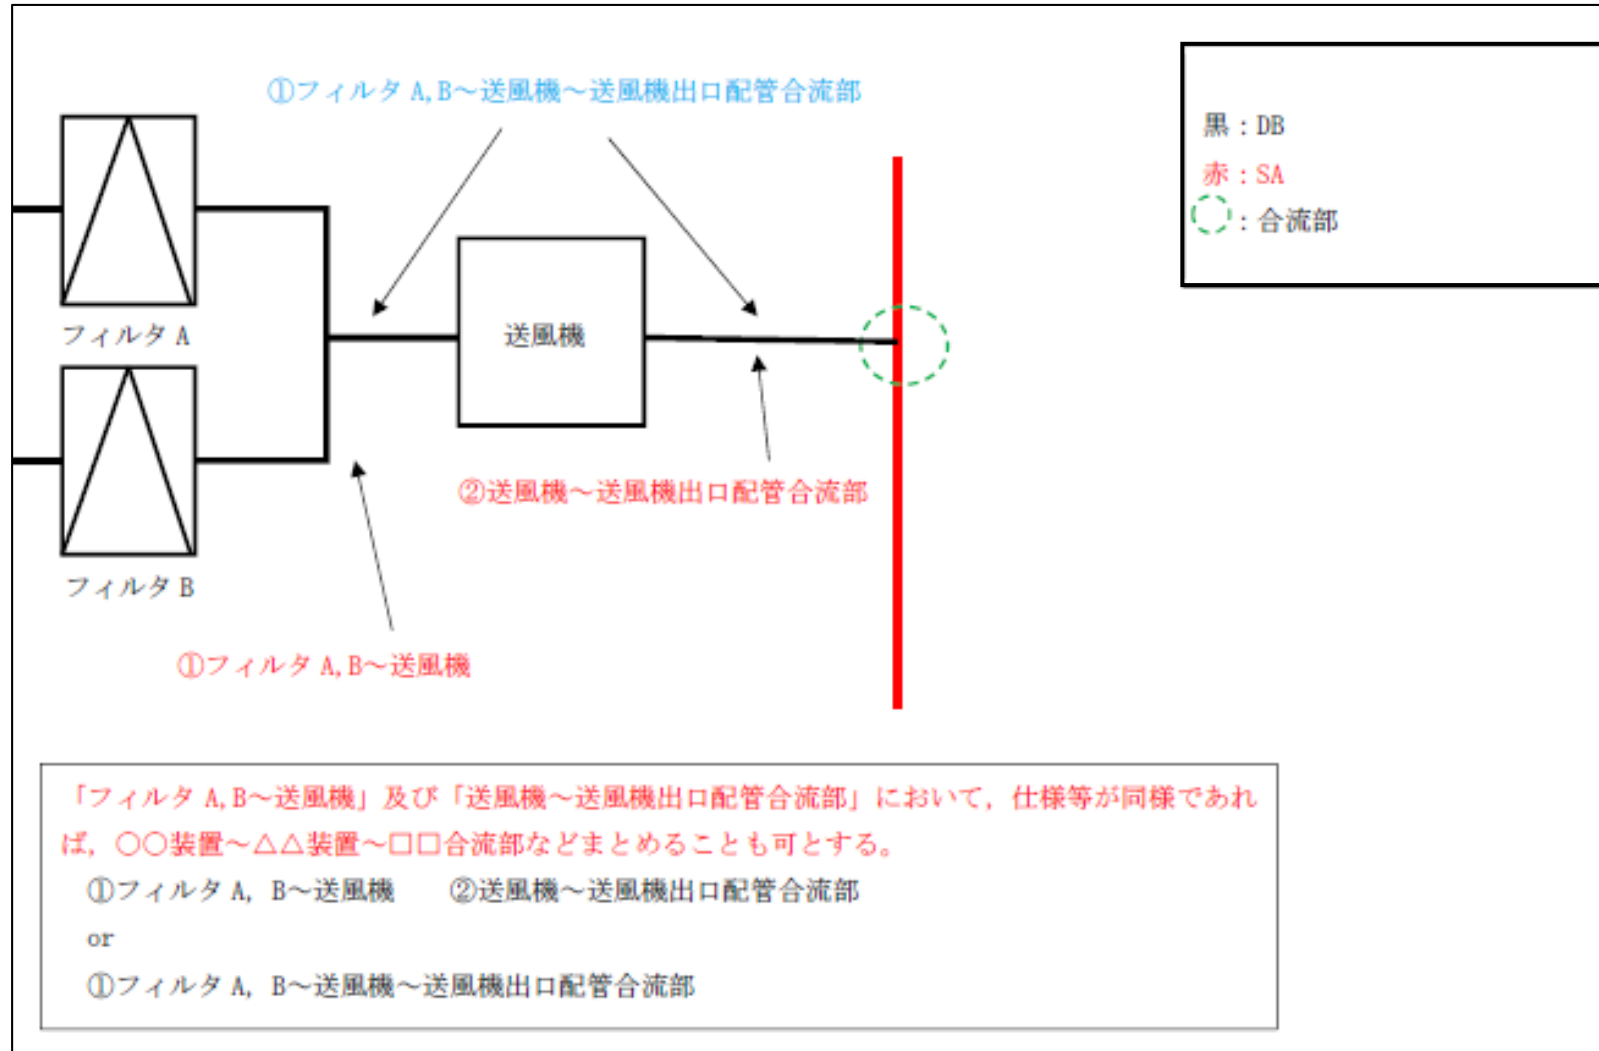 ①フィルタ A,B～送風機～送風機出口配管合流部
黒：DB
赤：SA
：合流部
フィルタ A
送風機
フィルタ B
②送風機～送風機出口配管合流部
①フィルタ A,B～送風機
「フィルタ A,B～送風機」及び「送風機～送風機出口配管合流部」において，仕様等が同様であれ
ば，〇〇装置～△△装置～□□合流部などまとめることも可とする。
①フィルタ A，B～送風機　　②送風機～送風機出口配管合流部
or
①フィルタ A，B～送風機～送風機出口配管合流部